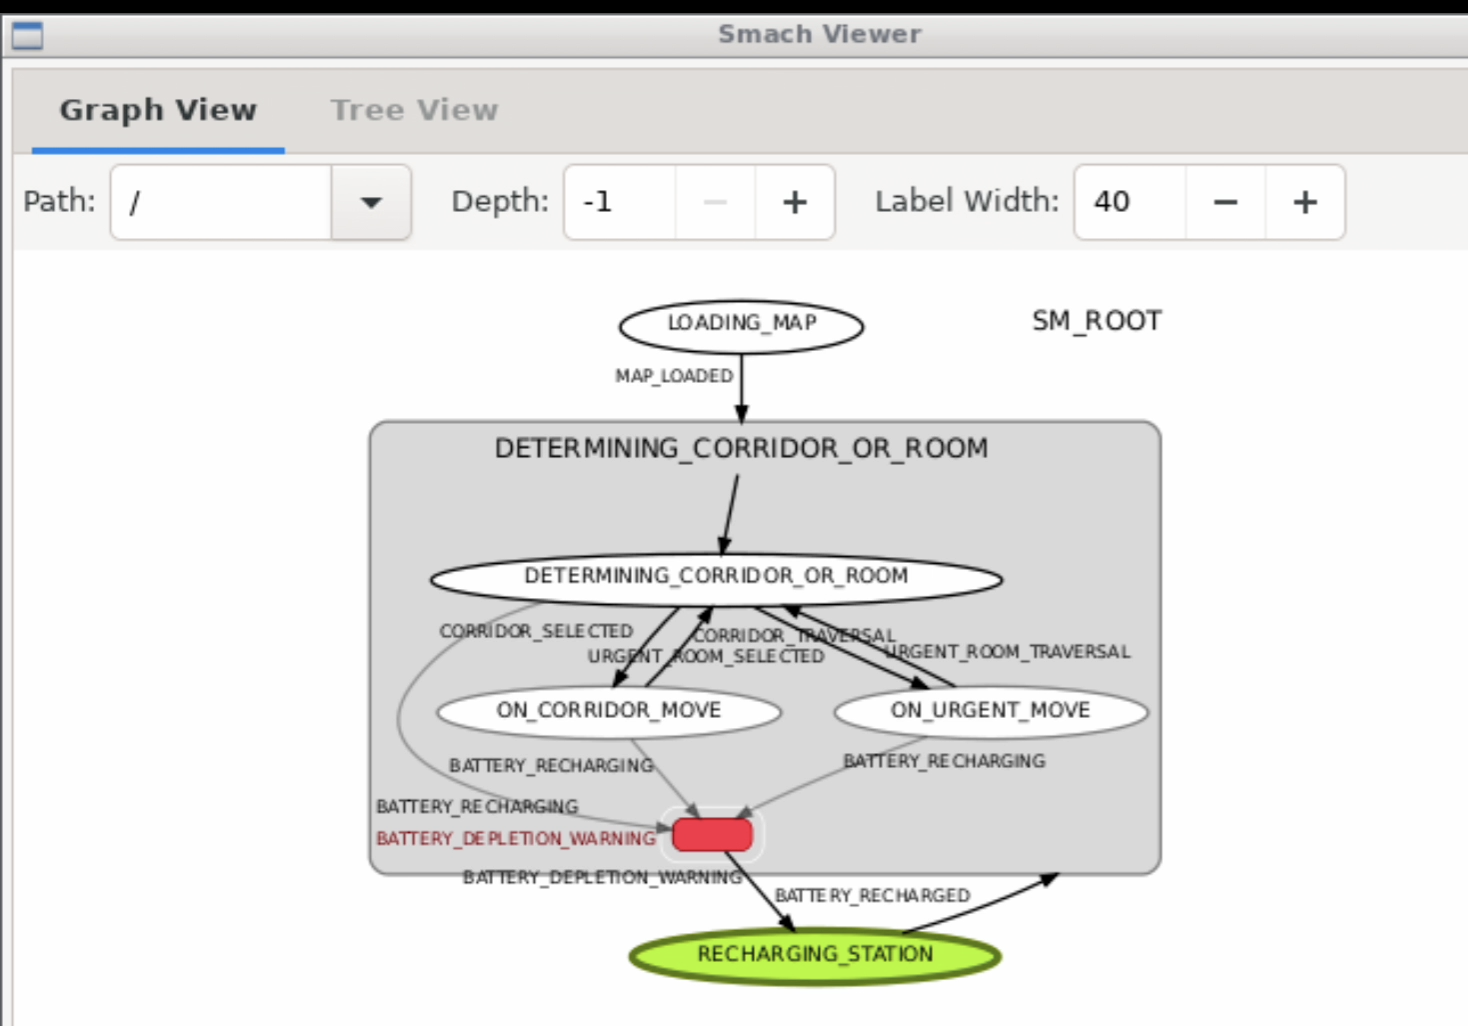 Smach Viewer
Graph View Tree View
Path: / Depth: -1 Label Width: 40
LOADING_MAP
SM_ROOT
MAP_LOADED
DETERMINING_CORRIDOR_OR_ROOM
DETERMINING_CORRIDOR_OR_ROOM
CORRIDOR_SELECTED
CORRIDOR_TRAVERSAL
URGENT_ROOM_SELECTED
URGENT_ROOM_TRAVERSAL
ON_CORRIDOR_MOVE
ON_URGENT_MOVE
BATTERY_RECHARGING
BATTERY_RECHARGING
BATTERY_RECHARGING
BATTERY_DEPLETION_WARNING
BATTERY_DEPLETION_WARNING
BATTERY_RECHARGED
RECHARGING_STATION